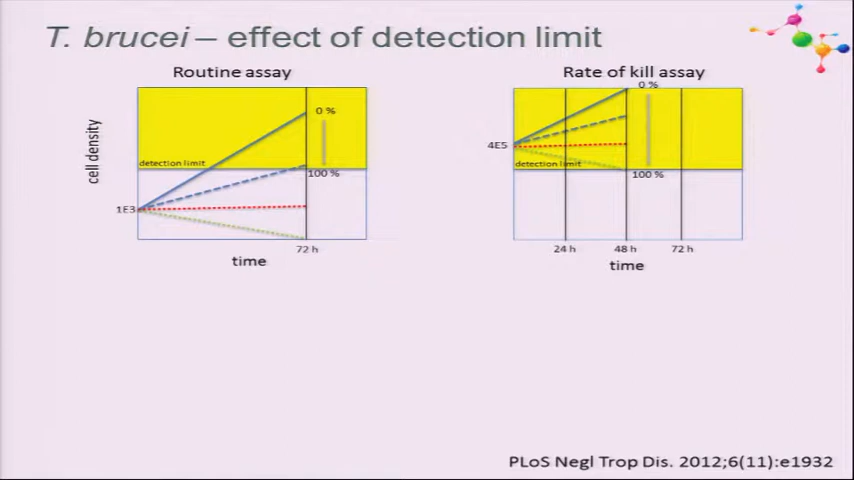 T. brucei – effect of detection limit
Routine assay
cell density
0 %
detection limit
100 %
1E3
72 h
time
Rate of kill assay
0 %
4E5
detection limit
100 %
24 h
48 h
72 h
time
PLoS Negl Trop Dis. 2012;6(11):e1932